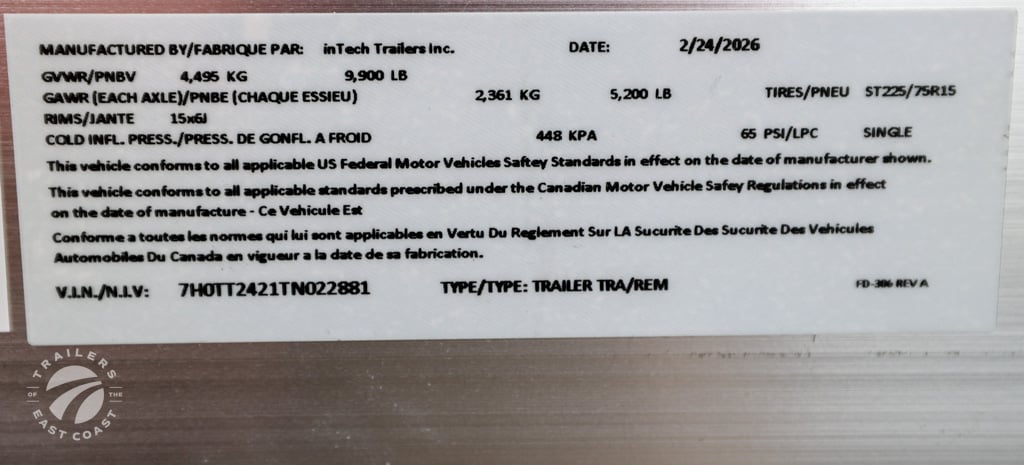 MANUFACTURED BY/FABRIQUE PAR: inTech Trailers Inc. DATE: 2/24/2026
GVWR/PNBV 4,495 KG 9,900 LB
GAWR (EACH AXLE)/PNBE (CHAQUE ESSIEU) 2,361 KG 5,200 LB TIRES/PNEU ST225/75R15
RIMS/JANTE 15x6J
COLD INFL. PRESS./PRESS. DE GONFL. A FROID 448 KPA 65 PSI/LPC SINGLE
This vehicle conforms to all applicable US Federal Motor Vehicles Saftey Standards in effect on the date of manufacturer shown.
This vehicle conforms to all applicable standards prescribed under the Canadian Motor Vehicle Safey Regulations in effect
on the date of manufacture - Ce Vehicule Est
Conforme a toutes les normes qui lui sont applicables en Vertu Du Reglement Sur LA Sucurite Des Sucurite Des Vehicules
Automobiles Du Canada en vigueur a la date de sa fabrication.
V.I.N./N.I.V: 7H0TT2421TN022881 TYPE/TYPE: TRAILER TRA/REM FD-306 REV A
TRAILERS
OF THE
EAST COAST